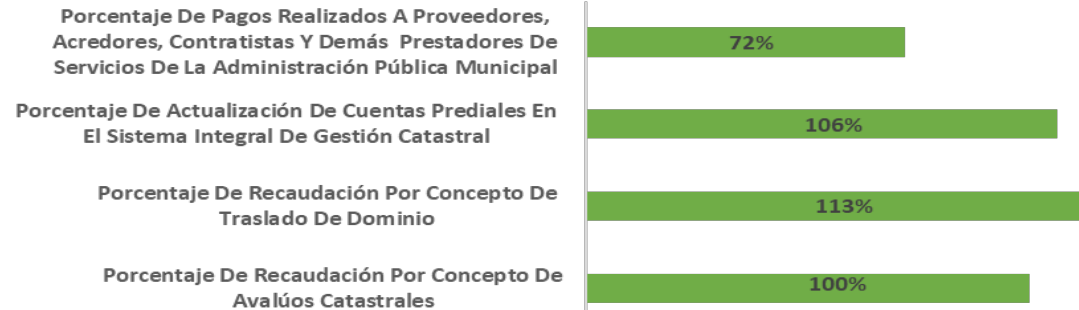 Porcentaje De Pagos Realizados A Proveedores,
Acredores, Contratistas Y Demás Prestadores De
Servicios De La Administración Pública Municipal
72%
Porcentaje De Actualización De Cuentas Prediales En
El Sistema Integral De Gestión Catastral
106%
Porcentaje De Recaudación Por Concepto De
Traslado De Dominio
113%
Porcentaje De Recaudación Por Concepto De
Avalúos Catastrales
100%